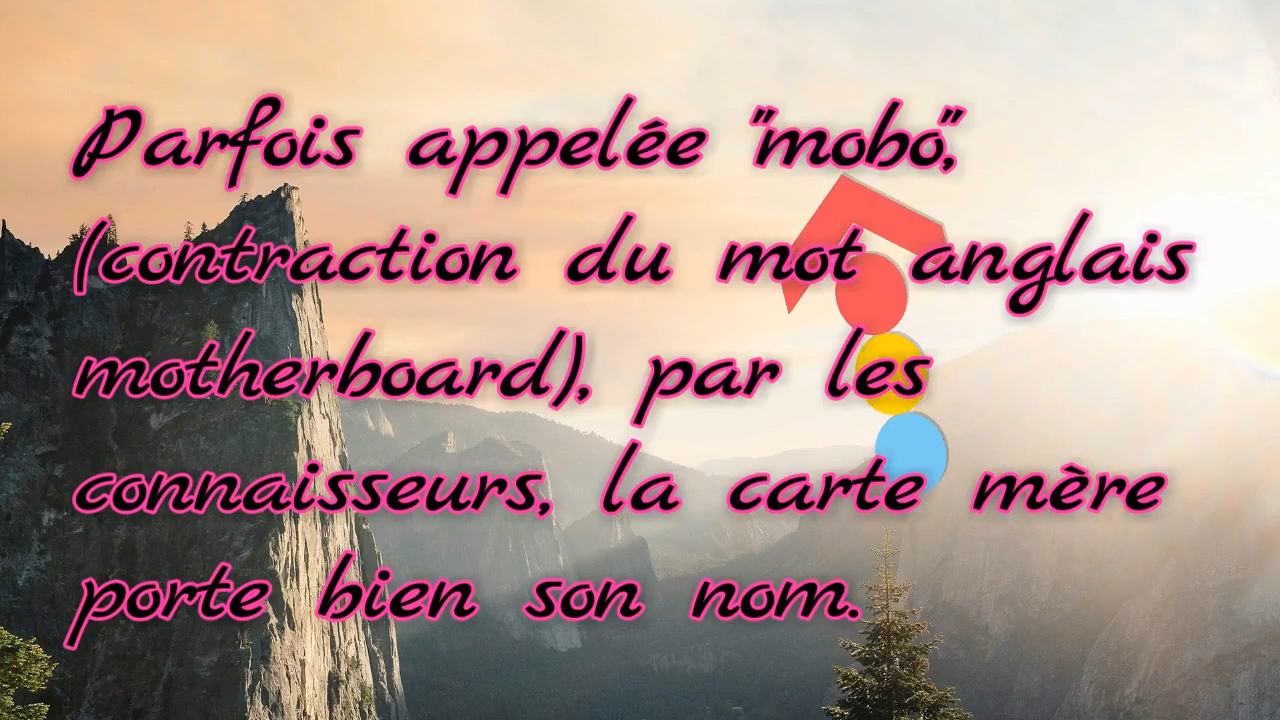 Parfois appelée "mobo",
(contraction du mot anglais
motherboard), par les
connaisseurs, la carte mère
porte bien son nom.